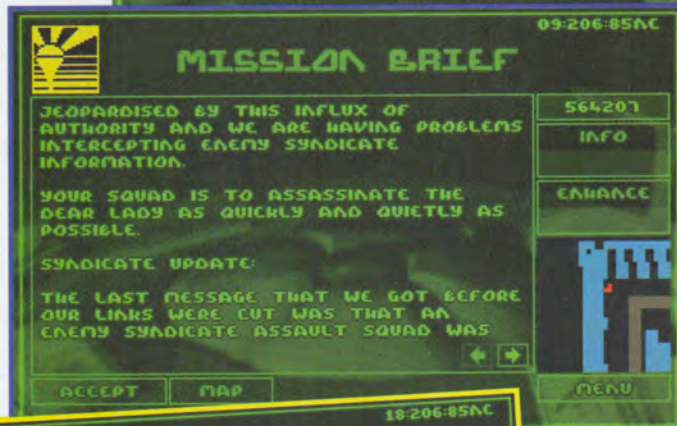 09:206:85NC
MISSION BRIEF
JEOPARDISED BY THIS INFLUX OF
AUTHORITY AND WE ARE HAVING PROBLEMS
INTERCEPTING ENEMY SYNDICATE
INFORMATION.
YOUR SQUAD IS TO ASSASSINATE THE
DEAR LADY AS QUICKLY AND QUIETLY AS
POSSIBLE.
SYNDICATE UPDATE:
THE LAST MESSAGE THAT WE GOT BEFORE
OUR LINKS WERE CUT WAS THAT AN
ENEMY SYNDICATE ASSAULT SQUAD WAS
564207
INFO
ENHANCE
ACCEPT
MAP
MENU
18:206:85NC